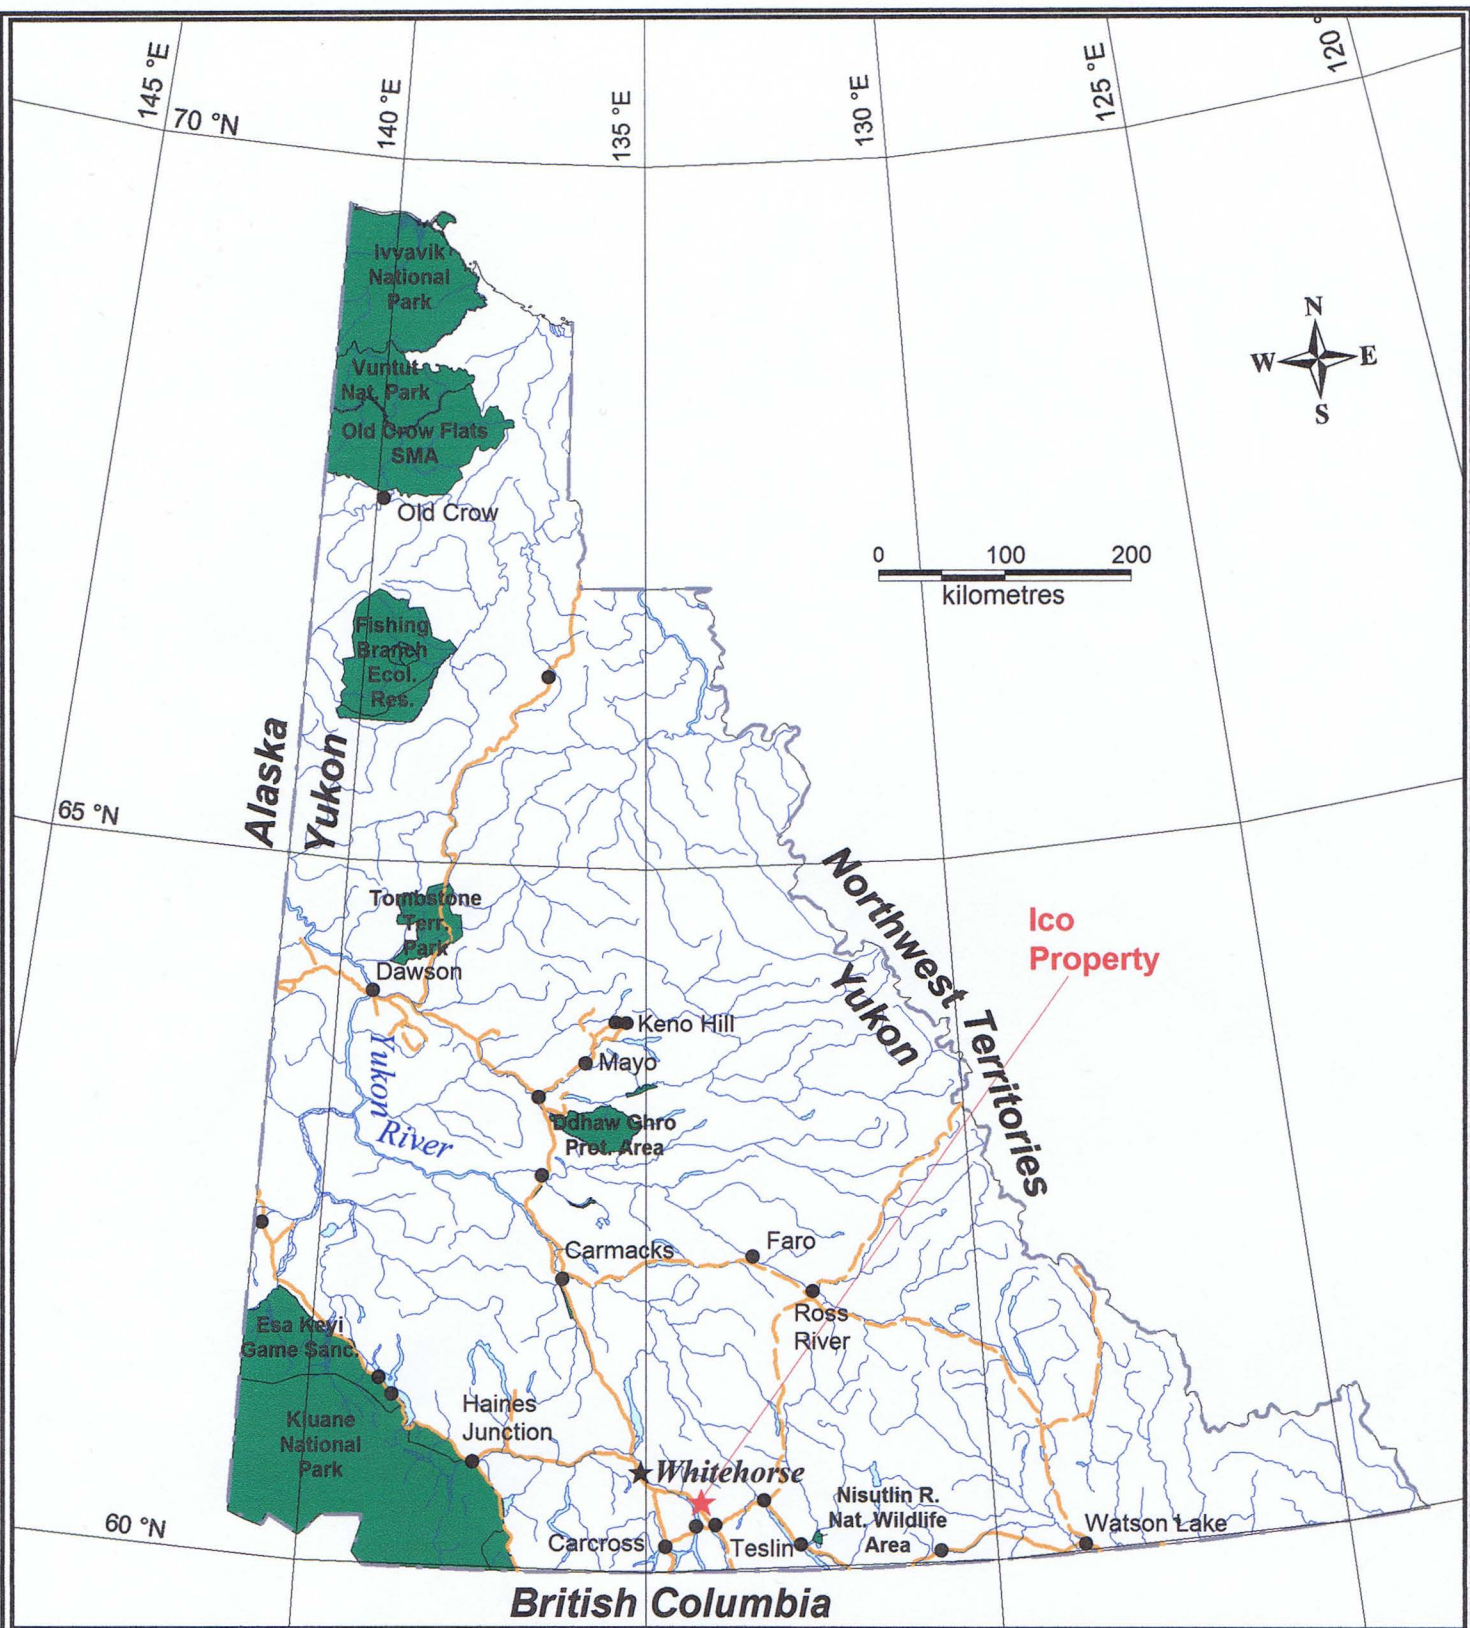 145 °E
140 °E
135 °E
130 °E
125 °E
120 °
70 °N
Ivvavik
National
Park
N
W E
S
Vuntut
Nat. Park
Old Crow Flats
SMA
Old Crow
0 100 200
kilometres
Fishing
Branch
Ecol.
Res.
Alaska
Yukon
65 °N
Northwest Territories
Yukon
Ico
Property
Tombstone
Terr.
Park
Dawson
Keno Hill
Mayo
Yukon
River
Ddhaw Ghro
Prot. Area
Carmacks
Faro
Ross
River
Esa Keyi
Game Sanc.
Haines
Junction
Kluane
National
Park
Whitehorse
Nisutlin R.
Nat. Wildlife
Area
Watson Lake
60 °N
Carcross
Teslin
British Columbia